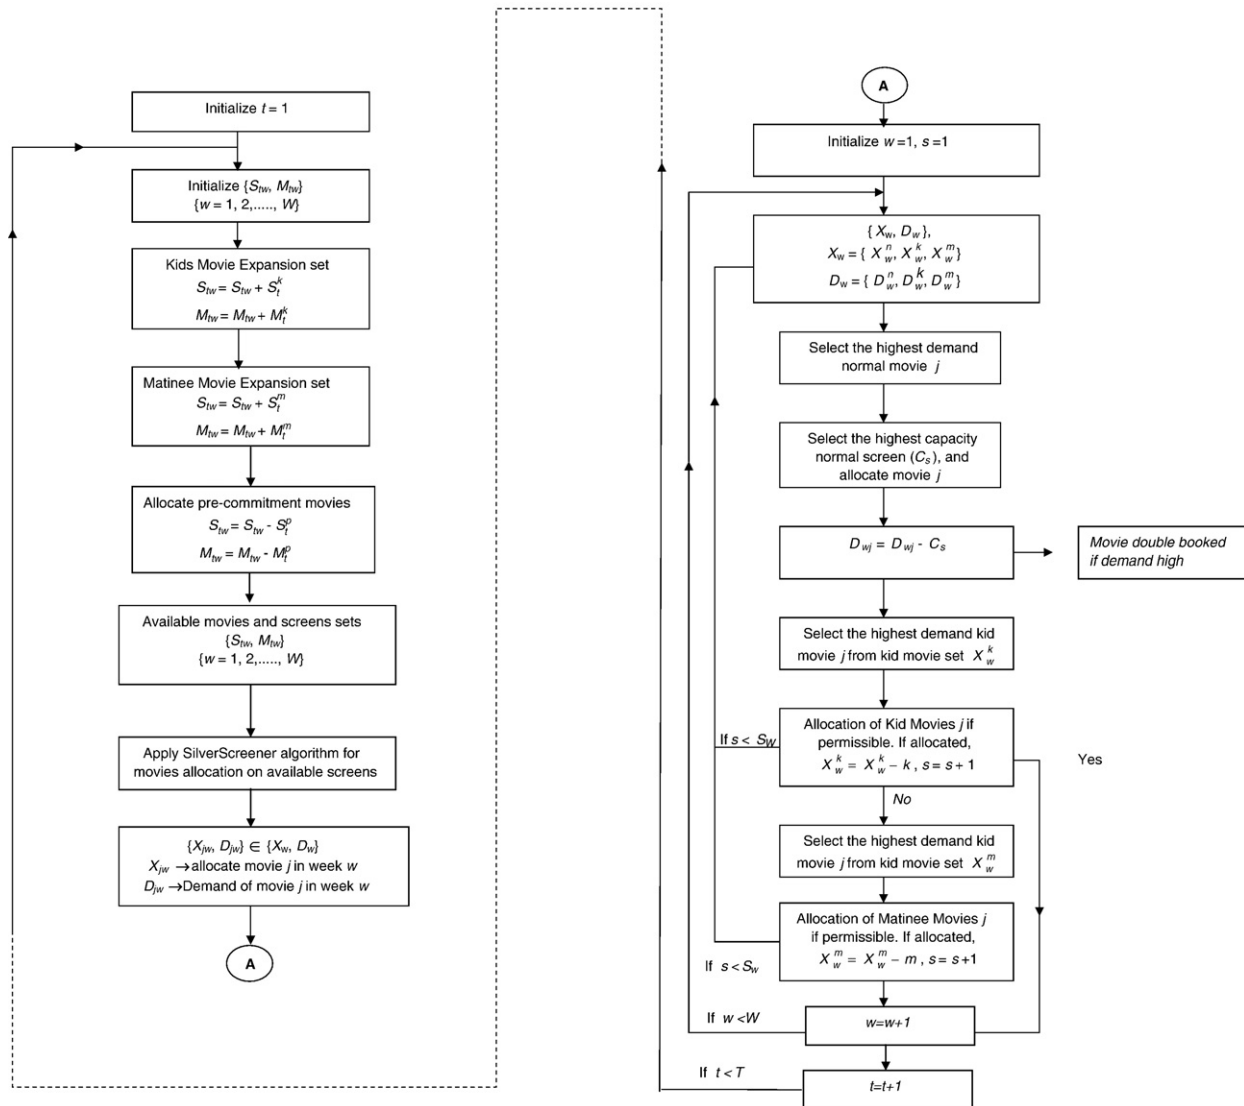 Initialize t = 1
Initialize {S_tw, M_tw}
{w = 1, 2,....., W}
Kids Movie Expansion set
S_tw = S_tw + S_t^k
M_tw = M_tw + M_t^k
Matinee Movie Expansion set
S_tw = S_tw + S_t^m
M_tw = M_tw + M_t^m
Allocate pre-commitment movies
S_tw = S_tw - S_t^p
M_tw = M_tw - M_t^p
Available movies and screens sets
{S_tw, M_tw}
{w = 1, 2,....., W}
Apply SilverScreener algorithm for
movies allocation on available screens
{X_jw, D_jw} ∈ {X_w, D_w}
X_jw → allocate movie j in week w
D_jw → Demand of movie j in week w
A
A
Initialize w=1, s=1
{ X_w, D_w },
X_w = { X_w^n, X_w^k, X_w^m}
D_w = { D_w^n, D_w^k, D_w^m}
Select the highest demand
normal movie j
Select the highest capacity
normal screen (C_s), and
allocate movie j
D_wj = D_wj - C_s
Movie double booked
if demand high
Select the highest demand kid
movie j from kid movie set X_w^k
Allocation of Kid Movies j if
permissible. If allocated,
X_w^k = X_w^k – k , s = s + 1
If s < S_W
Yes
No
Select the highest demand kid
movie j from kid movie set X_w^m
Allocation of Matinee Movies j
if permissible. If allocated,
X_w^m = X_w^m – m , s = s+1
If s < S_w
If w <W
w=w+1
If t < T
t=t+1